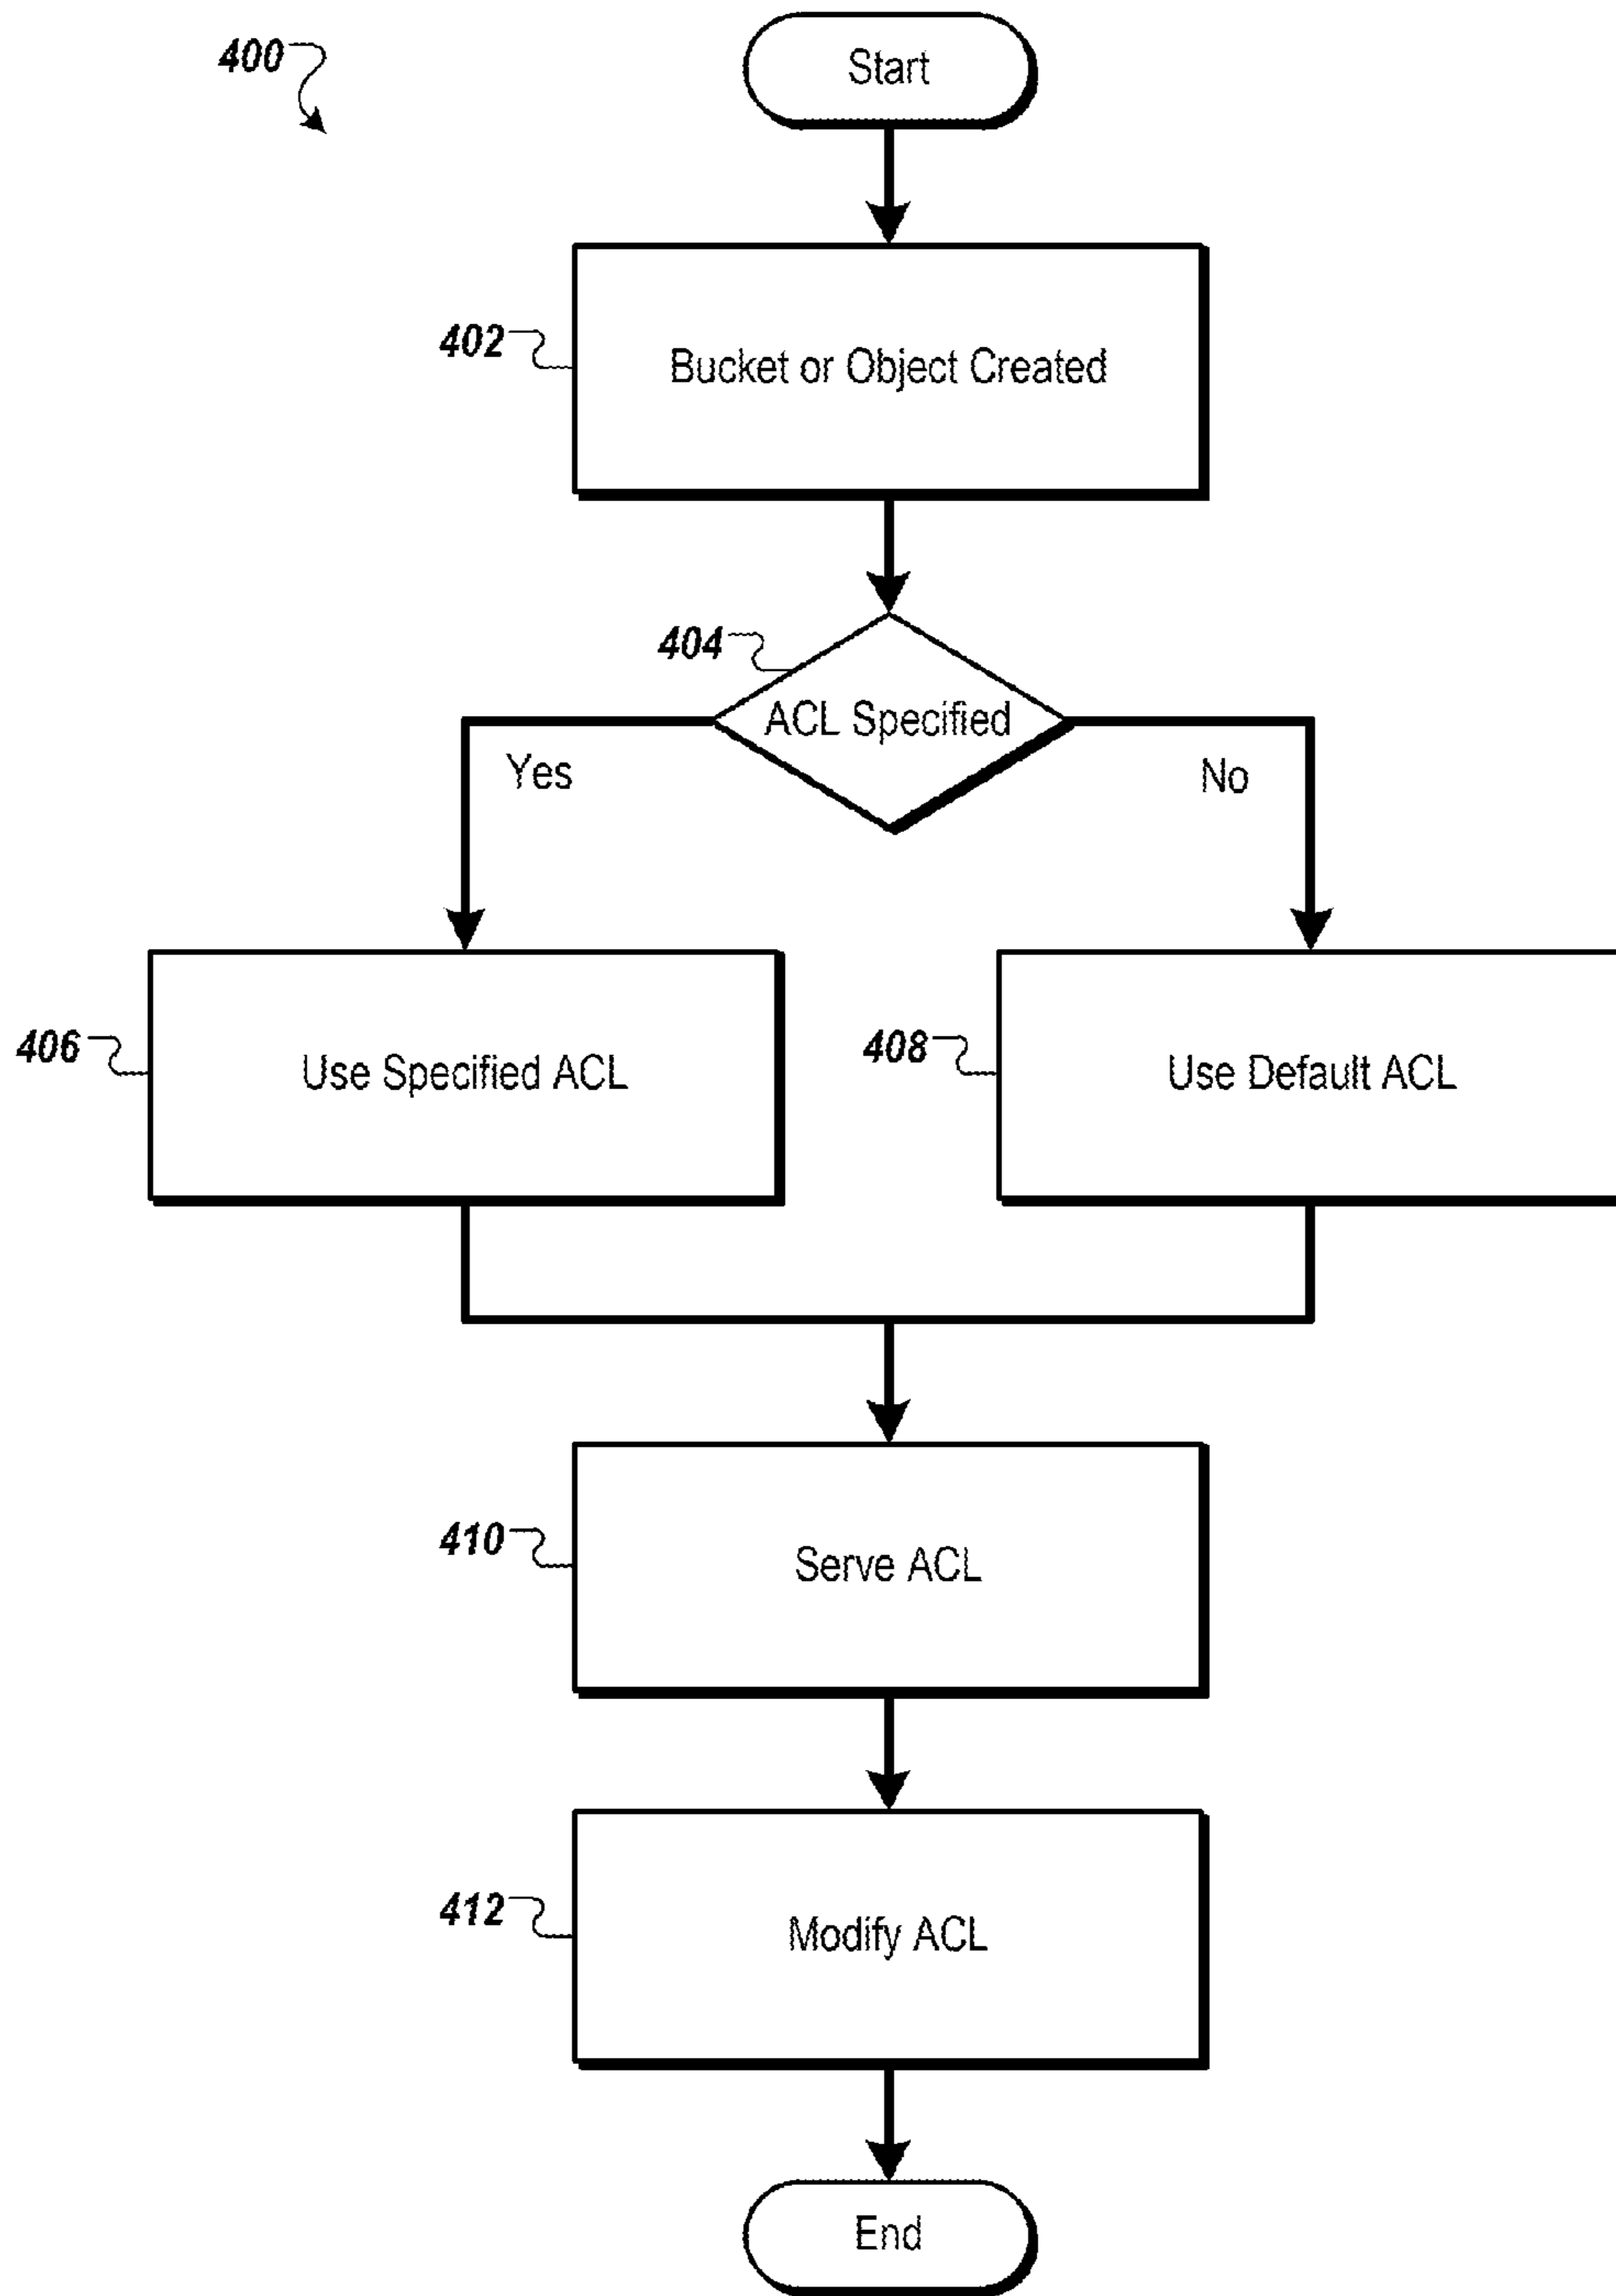 400
Start
402
Bucket or Object Created
404
ACL Specified
Yes
No
406
Use Specified ACL
408
Use Default ACL
410
Serve ACL
412
Modify ACL
End